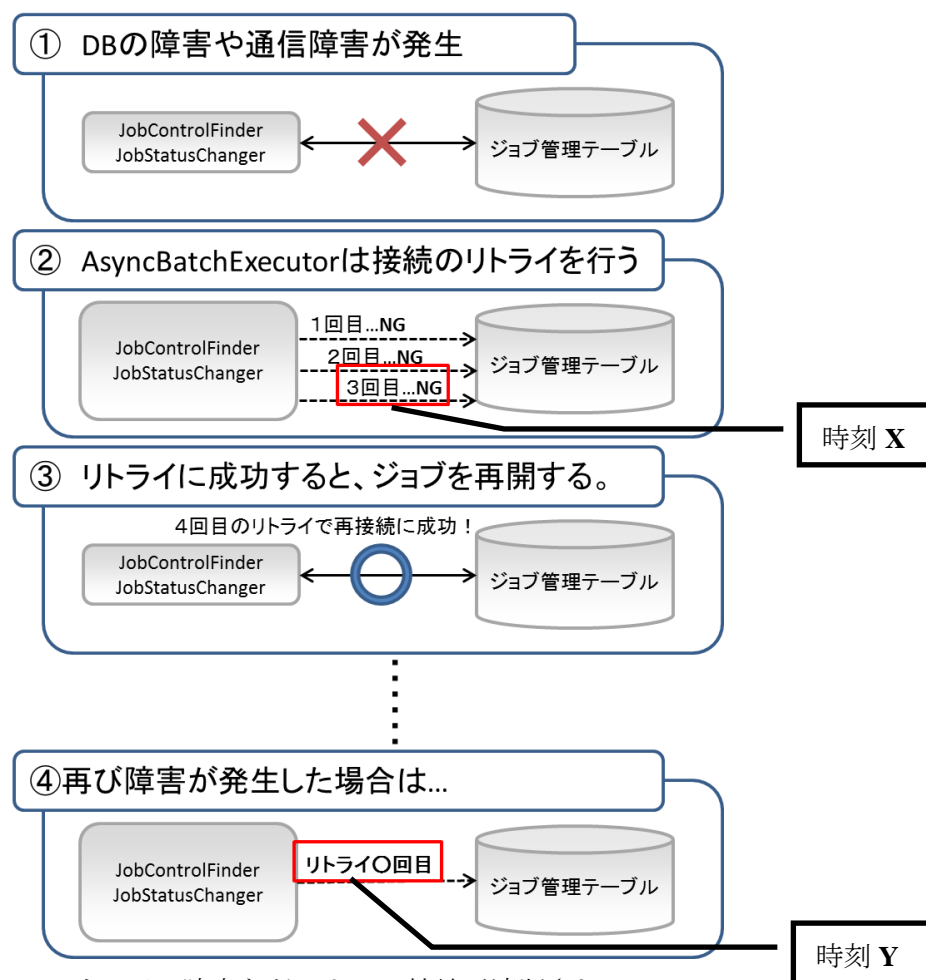 ① DBの障害や通信障害が発生
JobControlFinder
JobStatusChanger
ジョブ管理テーブル
② AsyncBatchExecutorは接続のリトライを行う
JobControlFinder
JobStatusChanger
1回目...NG
2回目...NG
3回目...NG
ジョブ管理テーブル
時刻 X
③ リトライに成功すると、ジョブを再開する。
4回目のリトライで再接続に成功！
JobControlFinder
JobStatusChanger
ジョブ管理テーブル
④再び障害が発生した場合は...
JobControlFinder
JobStatusChanger
リトライ〇回目
ジョブ管理テーブル
時刻 Y